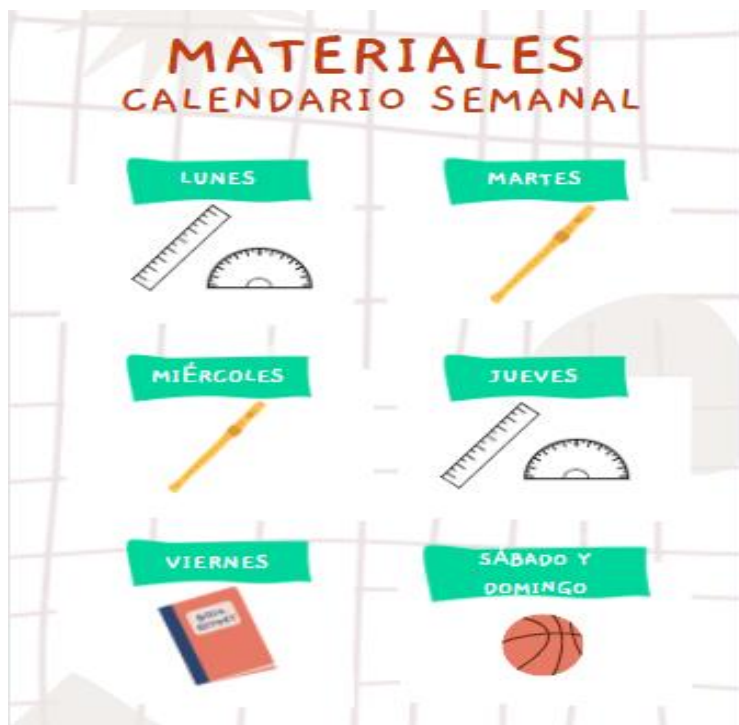 MATERIALES
CALENDARIO SEMANAL
LUNES
MARTES
MIÉRCOLES
JUEVES
VIERNES
SÁBADO Y
DOMINGO